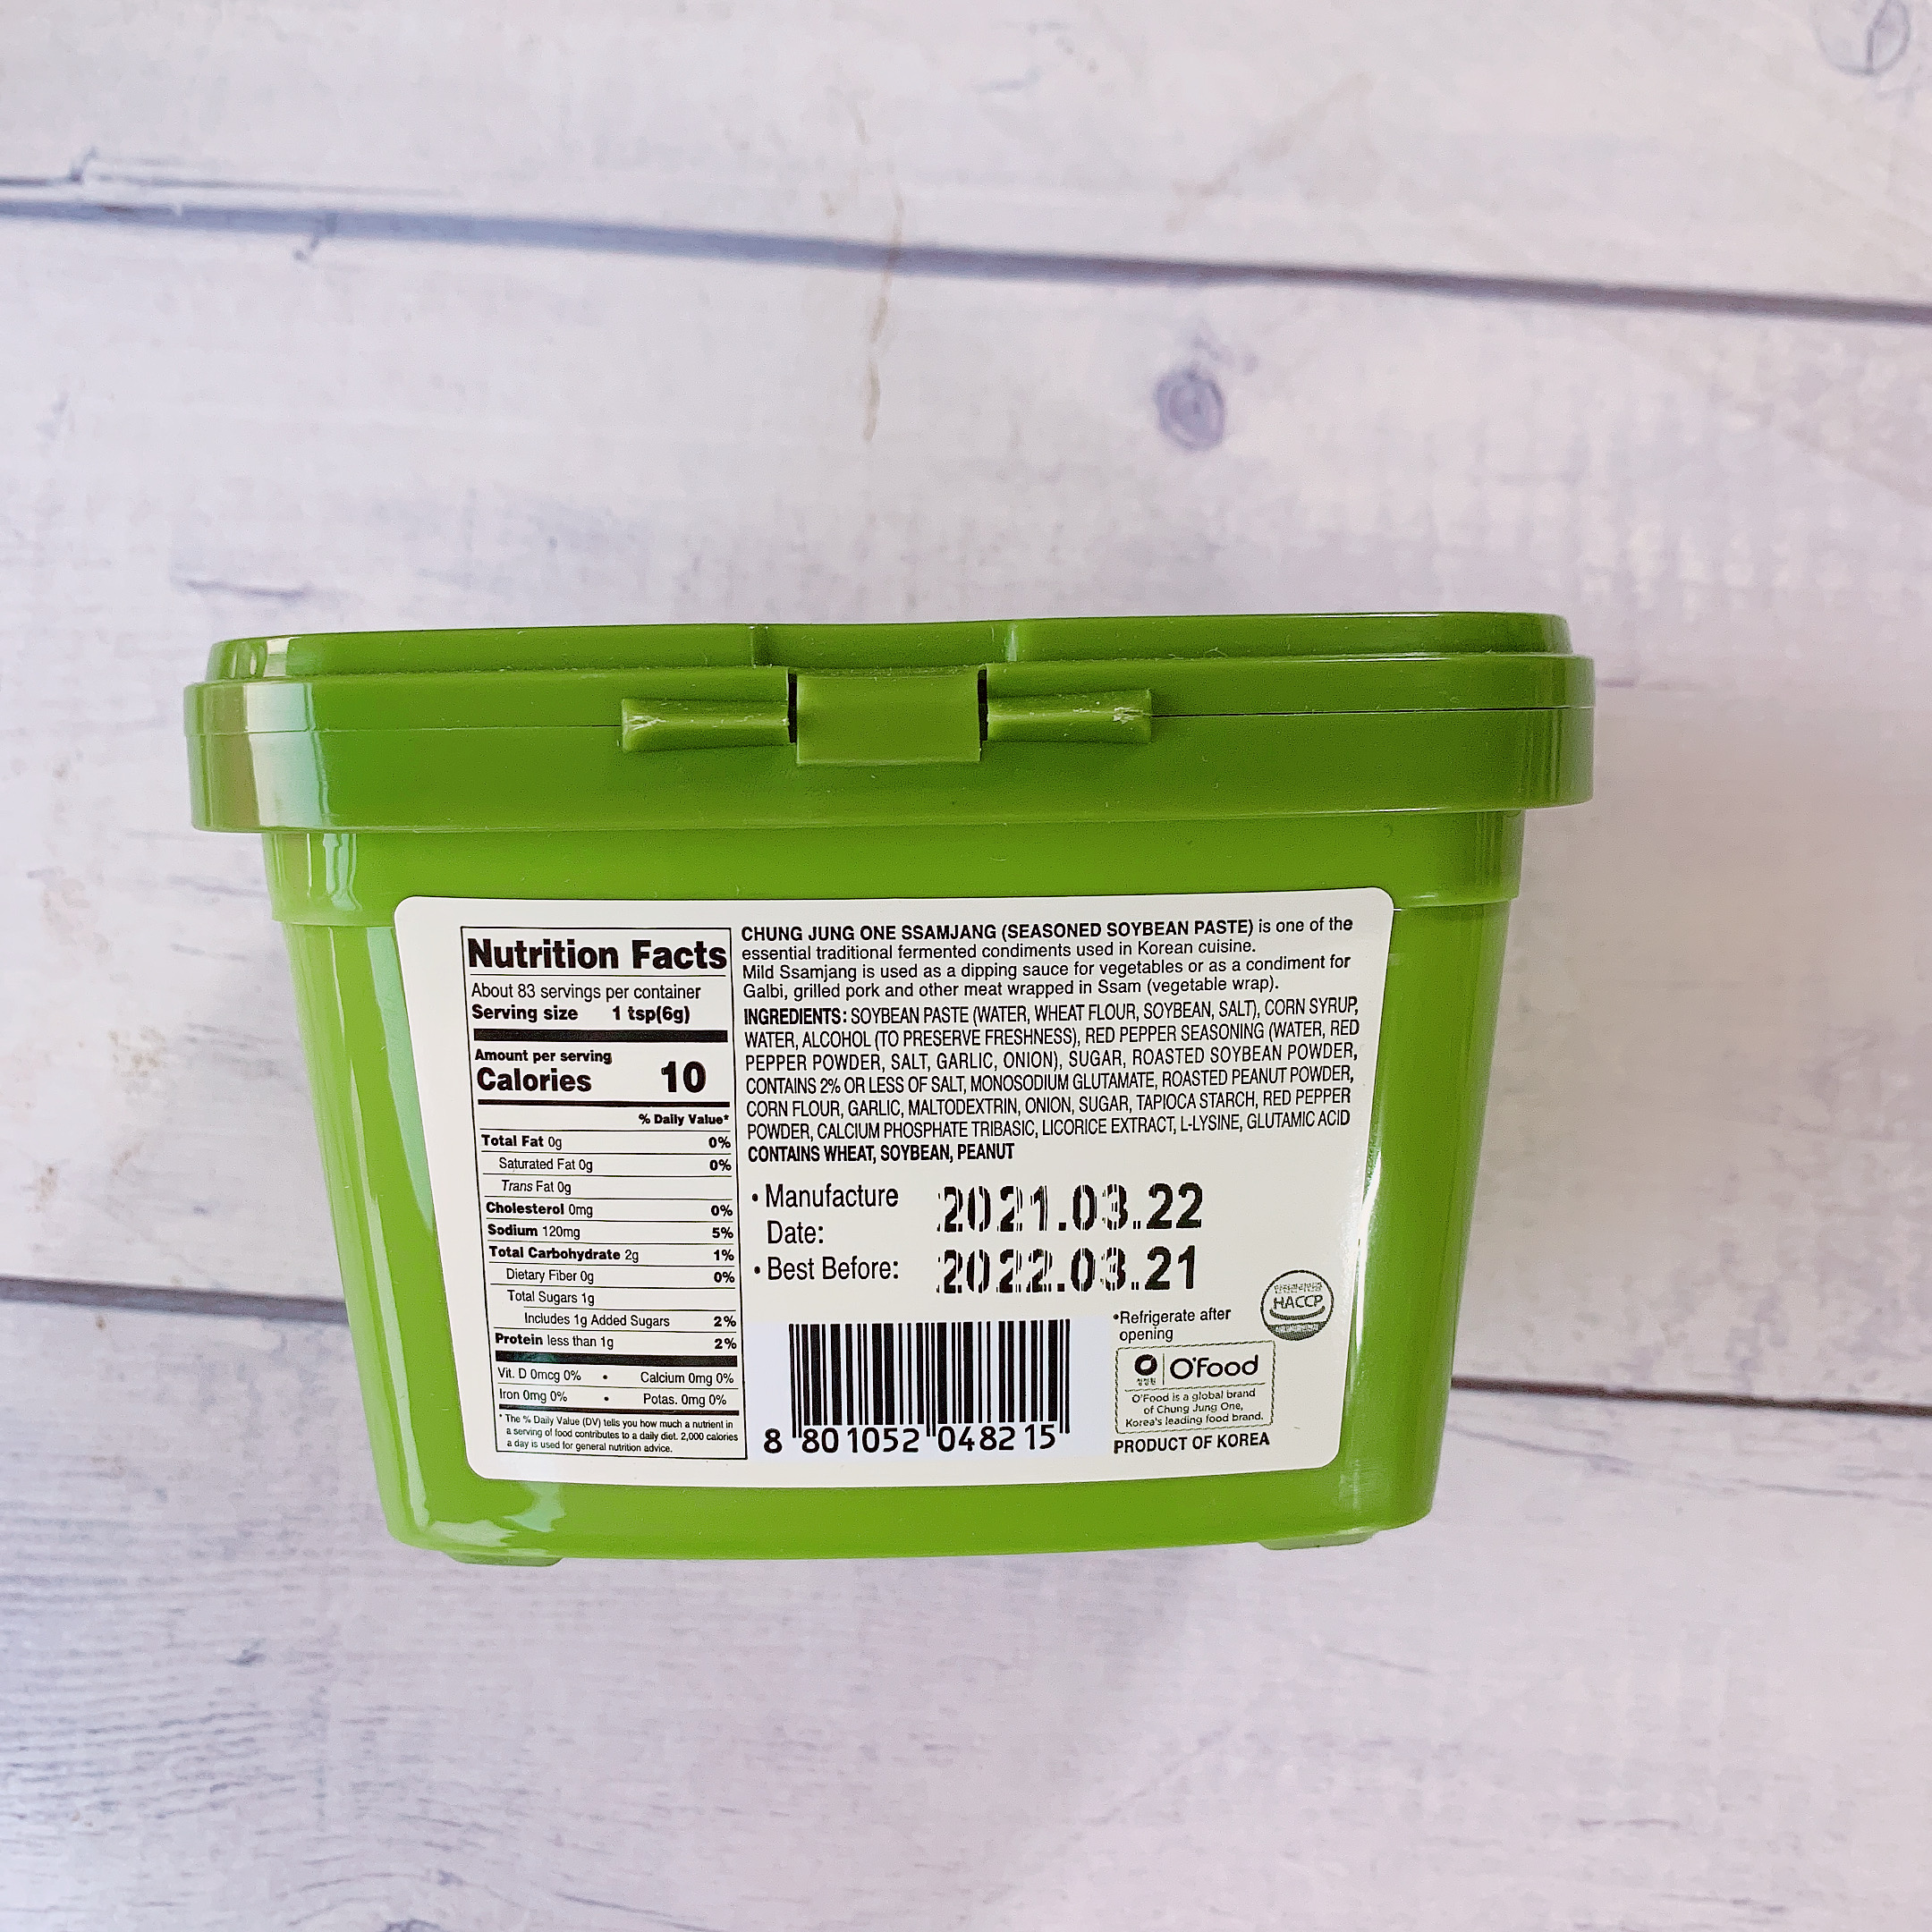 Nutrition Facts
About 83 servings per container
Serving size 1 tsp(6g)
Amount per serving
Calories 10
% Daily Value*
Total Fat 0g 0%
Saturated Fat 0g 0%
Trans Fat 0g
Cholesterol 0mg 0%
Sodium 120mg 5%
Total Carbohydrate 2g 1%
Dietary Fiber 0g 0%
Total Sugars 1g
Includes 1g Added Sugars 2%
Protein less than 1g 2%
Vit. D 0mcg 0% • Calcium 0mg 0%
Iron 0mg 0% • Potas. 0mg 0%
* The % Daily Value (DV) tells you how much a nutrient in
a serving of food contributes to a daily diet. 2,000 calories
a day is used for general nutrition advice.
CHUNG JUNG ONE SSAMJANG (SEASONED SOYBEAN PASTE) is one of the
essential traditional fermented condiments used in Korean cuisine.
Mild Ssamjang is used as a dipping sauce for vegetables or as a condiment for
Galbi, grilled pork and other meat wrapped in Ssam (vegetable wrap).
INGREDIENTS: SOYBEAN PASTE (WATER, WHEAT FLOUR, SOYBEAN, SALT), CORN SYRUP,
WATER, ALCOHOL (TO PRESERVE FRESHNESS), RED PEPPER SEASONING (WATER, RED
PEPPER POWDER, SALT, GARLIC, ONION), SUGAR, ROASTED SOYBEAN POWDER,
CONTAINS 2% OR LESS OF SALT, MONOSODIUM GLUTAMATE, ROASTED PEANUT POWDER,
CORN FLOUR, GARLIC, MALTODEXTRIN, ONION, SUGAR, TAPIOCA STARCH, RED PEPPER
POWDER, CALCIUM PHOSPHATE TRIBASIC, LICORICE EXTRACT, L-LYSINE, GLUTAMIC ACID
CONTAINS WHEAT, SOYBEAN, PEANUT
• Manufacture
Date: 2021.03.22
• Best Before: 2022.03.21
*Refrigerate after
opening
HACCP
청정원
O'Food
O'Food is a global brand
of Chung Jung One,
Korea's leading food brand.
PRODUCT OF KOREA
8 801052 048215